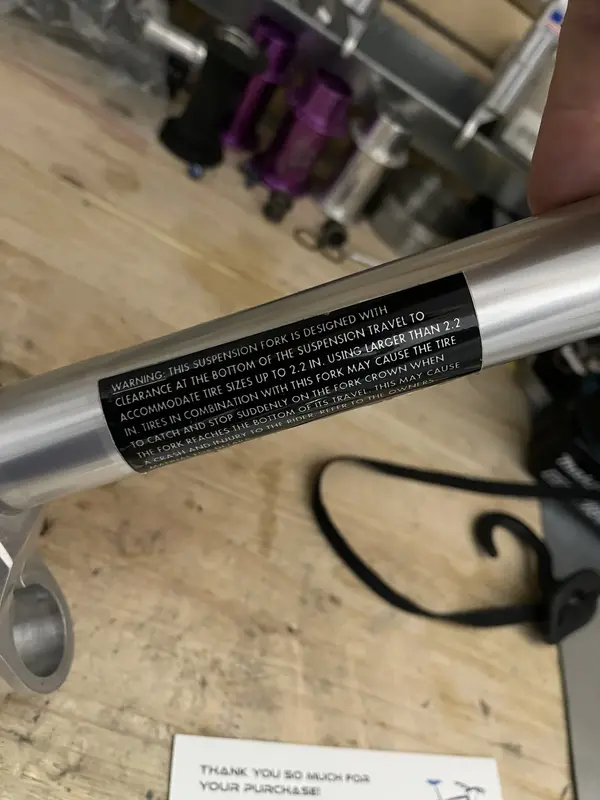 WARNING: THIS SUSPENSION FORK IS DESIGNED WITH
CLEARANCE AT THE BOTTOM OF THE SUSPENSION TRAVEL TO
ACCOMMODATE TIRE SIZES UP TO 2.2 IN. USING LARGER THAN 2.2
IN. TIRES IN COMBINATION WITH THIS FORK MAY CAUSE THE TIRE
TO CATCH AND STOP SUDDENLY ON THE FORK CROWN WHEN
THE FORK REACHES THE BOTTOM OF ITS TRAVEL. THIS MAY CAUSE
A CRASH AND INJURY TO THE RIDER. REFER TO THE OWNERS
THANK YOU SO MUCH FOR
YOUR PURCHASE!